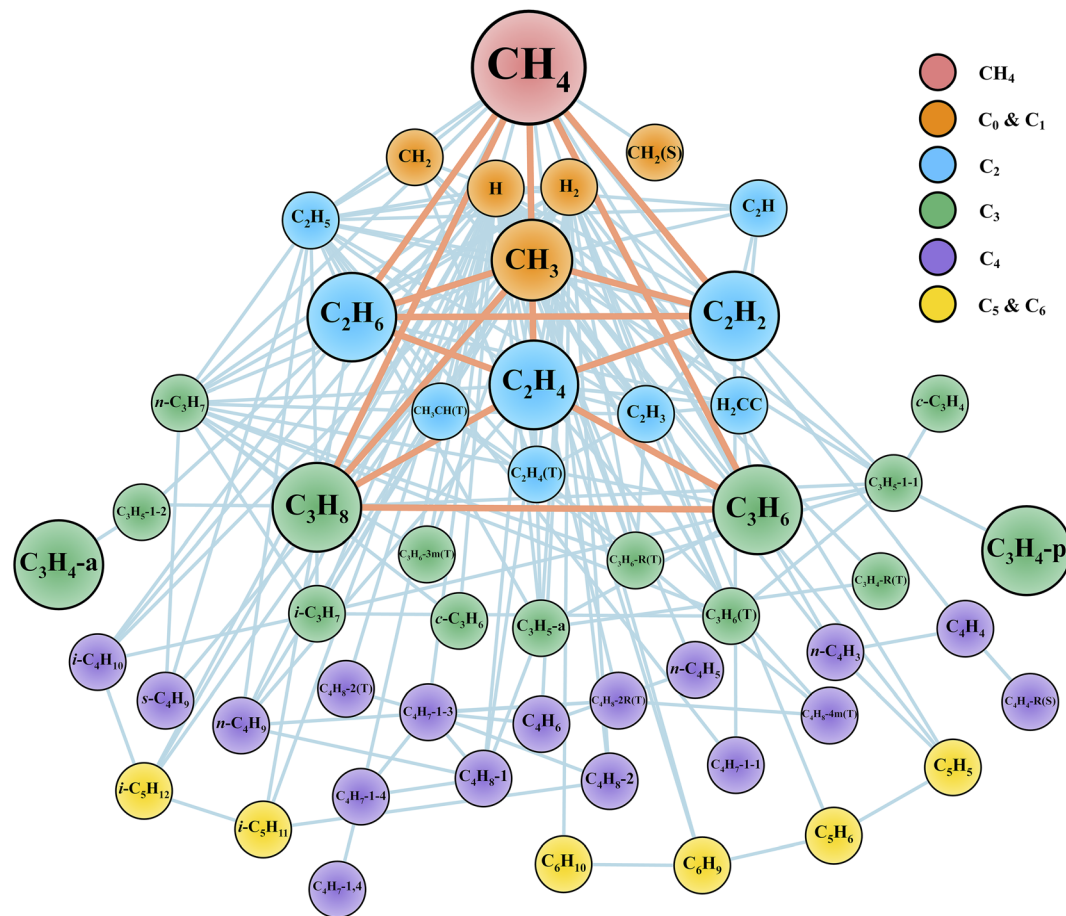 CH₄
CH₄
C₀ & C₁
C₂
C₃
C₄
C₅ & C₆
CH₂
H
H₂
CH₂(S)
C₂H₅
C₂H
CH₃
C₂H₆
C₂H₂
C₂H₄
n-C₃H₇
CH₃CH(T)
C₂H₃
H₂CC
c-C₃H₄
C₂H₄(T)
C₃H₅-1-1
C₃H₅-1-2
C₃H₈
C₃H₆
C₃H₄-a
C₃H₆-3m(T)
C₃H₆-R(T)
C₃H₄-R(T)
C₃H₄-p
i-C₃H₇
c-C₃H₆
C₃H₅-a
C₃H₆(T)
n-C₄H₃
C₄H₄
i-C₄H₁₀
s-C₄H₉
n-C₄H₉
C₄H₈-2(T)
C₄H₇-1-3
C₄H₆
C₄H₈-2R(T)
n-C₄H₅
C₄H₈-4m(T)
C₄H₄-R(S)
i-C₅H₁₂
i-C₅H₁₁
C₄H₇-1-4
C₄H₈-1
C₄H₈-2
C₄H₇-1-1
C₅H₅
C₄H₇-1,4
C₆H₁₀
C₆H₉
C₅H₆